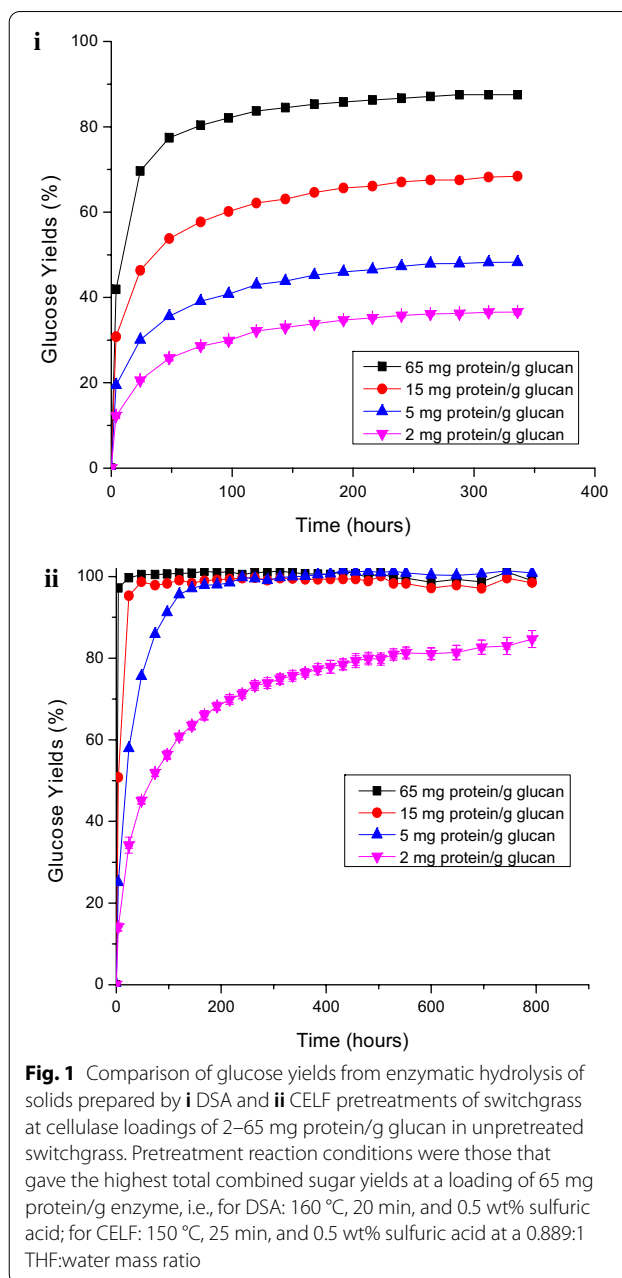 i
100
80
60
40
20
0
Glucose Yields (%)
65 mg protein/g glucan
15 mg protein/g glucan
5 mg protein/g glucan
2 mg protein/g glucan
0 100 200 300 400
Time (hours)
ii
100
80
60
40
20
0
Glucose Yields (%)
65 mg protein/g glucan
15 mg protein/g glucan
5 mg protein/g glucan
2 mg protein/g glucan
0 200 400 600 800
Time (hours)
Fig. 1 Comparison of glucose yields from enzymatic hydrolysis of
solids prepared by i DSA and ii CELF pretreatments of switchgrass
at cellulase loadings of 2–65 mg protein/g glucan in unpretreated
switchgrass. Pretreatment reaction conditions were those that
gave the highest total combined sugar yields at a loading of 65 mg
protein/g enzyme, i.e., for DSA: 160 °C, 20 min, and 0.5 wt% sulfuric
acid; for CELF: 150 °C, 25 min, and 0.5 wt% sulfuric acid at a 0.889:1
THF:water mass ratio